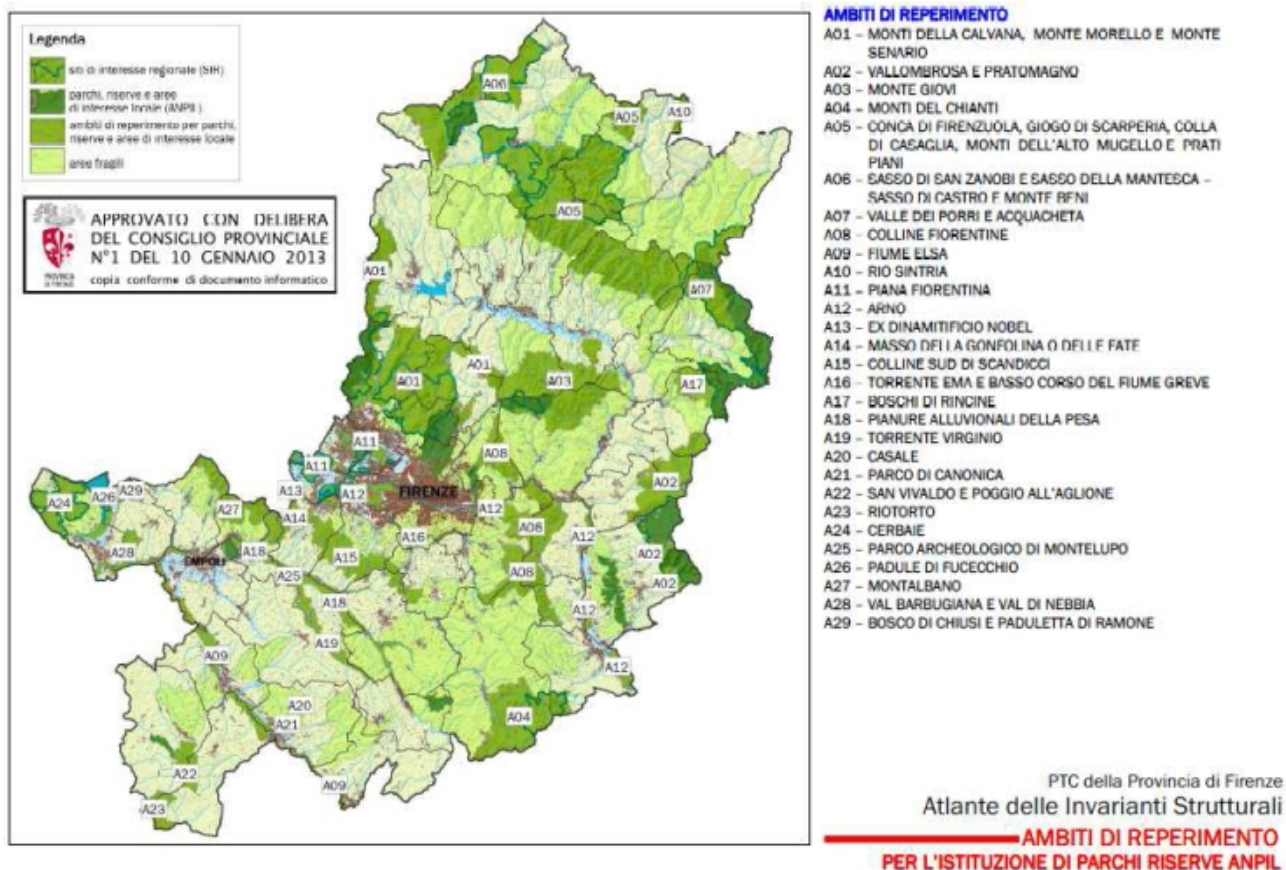 Legenda
siti di interesse regionale (SIR)
parchi, riserve e aree
di interesse locale (ANPIL)
ambiti di reperimento per parchi,
riserve e aree di interesse locale
aree fragili
PROVINCIA
DI FIRENZE
APPROVATO CON DELIBERA
DEL CONSIGLIO PROVINCIALE
N°1 DEL 10 GENNAIO 2013
copia conforme di documento informatico
A06
A05
A10
A05
A01
A07
A01
A01
A03
A17
A11
A08
A11
A13
A12
FIRENZE
A12
A02
A24
A26
A29
A27
A14
A08
A28
A18
A16
A12
EMPOLI
A15
A02
A25
A08
A02
A18
A12
A19
A09
A12
A20
A04
A21
A22
A09
A23
AMBITI DI REPERIMENTO
A01 – MONTI DELLA CALVANA, MONTE MORELLO E MONTE
SENARIO
A02 – VALLOMBROSA E PRATOMAGNO
A03 – MONTE GIOVI
A04 – MONTI DEL CHIANTI
A05 – CONCA DI FIRENZUOLA, GIOGO DI SCARPERIA, COLLA
DI CASAGLIA, MONTI DELL'ALTO MUGELLO E PRATI
PIANI
A06 – SASSO DI SAN ZANOBI E SASSO DELLA MANTESCA –
SASSO DI CASTRO E MONTE BENI
A07 – VALLE DEI PORRI E ACQUACHETA
A08 – COLLINE FIORENTINE
A09 – FIUME ELSA
A10 – RIO SINTRIA
A11 – PIANA FIORENTINA
A12 – ARNO
A13 – EX DINAMITIFICIO NOBEL
A14 – MASSO DELLA GONFOLINA O DELLE FATE
A15 – COLLINE SUD DI SCANDICCI
A16 – TORRENTE EMA E BASSO CORSO DEL FIUME GREVE
A17 – BOSCHI DI RINCINE
A18 – PIANURE ALLUVIONALI DELLA PESA
A19 – TORRENTE VIRGINIO
A20 – CASALE
A21 – PARCO DI CANONICA
A22 – SAN VIVALDO E POGGIO ALL'AGLIONE
A23 – RIOTORTO
A24 – CERBAIE
A25 – PARCO ARCHEOLOGICO DI MONTELUPO
A26 – PADULE DI FUCECCHIO
A27 – MONTALBANO
A28 – VAL BARBUGIANA E VAL DI NEBBIA
A29 – BOSCO DI CHIUSI E PADULETTA DI RAMONE
PTC della Provincia di Firenze
Atlante delle Invarianti Strutturali
AMBITI DI REPERIMENTO
PER L'ISTITUZIONE DI PARCHI RISERVE ANPIL